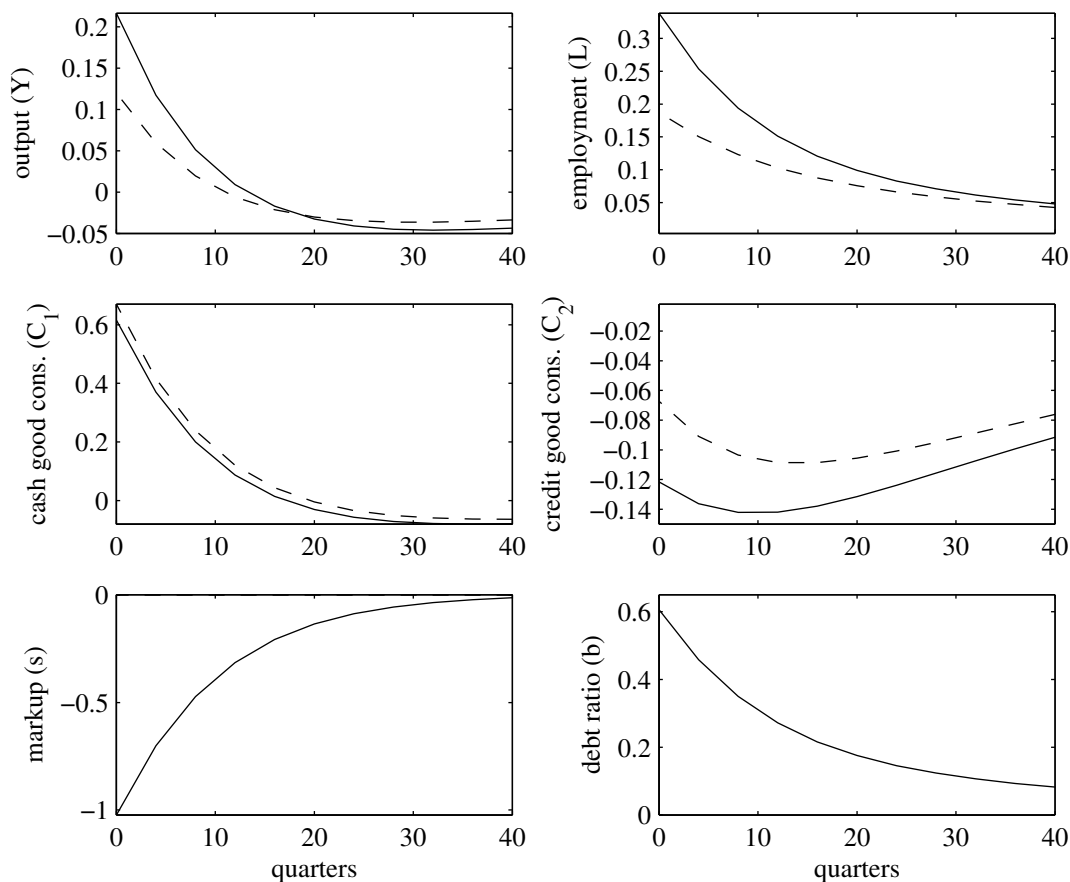 output (Y)
0.2
0.15
0.1
0.05
0
−0.05
0 10 20 30 40
employment (L)
0.3
0.25
0.2
0.15
0.1
0.05
0 10 20 30 40
cash good cons. (C1)
0.6
0.4
0.2
0
0 10 20 30 40
credit good cons. (C2)
−0.02
−0.04
−0.06
−0.08
−0.1
−0.12
−0.14
0 10 20 30 40
markup (s)
0
−0.5
−1
0 10 20 30 40
quarters
debt ratio (b)
0.6
0.4
0.2
0
0 10 20 30 40
quarters